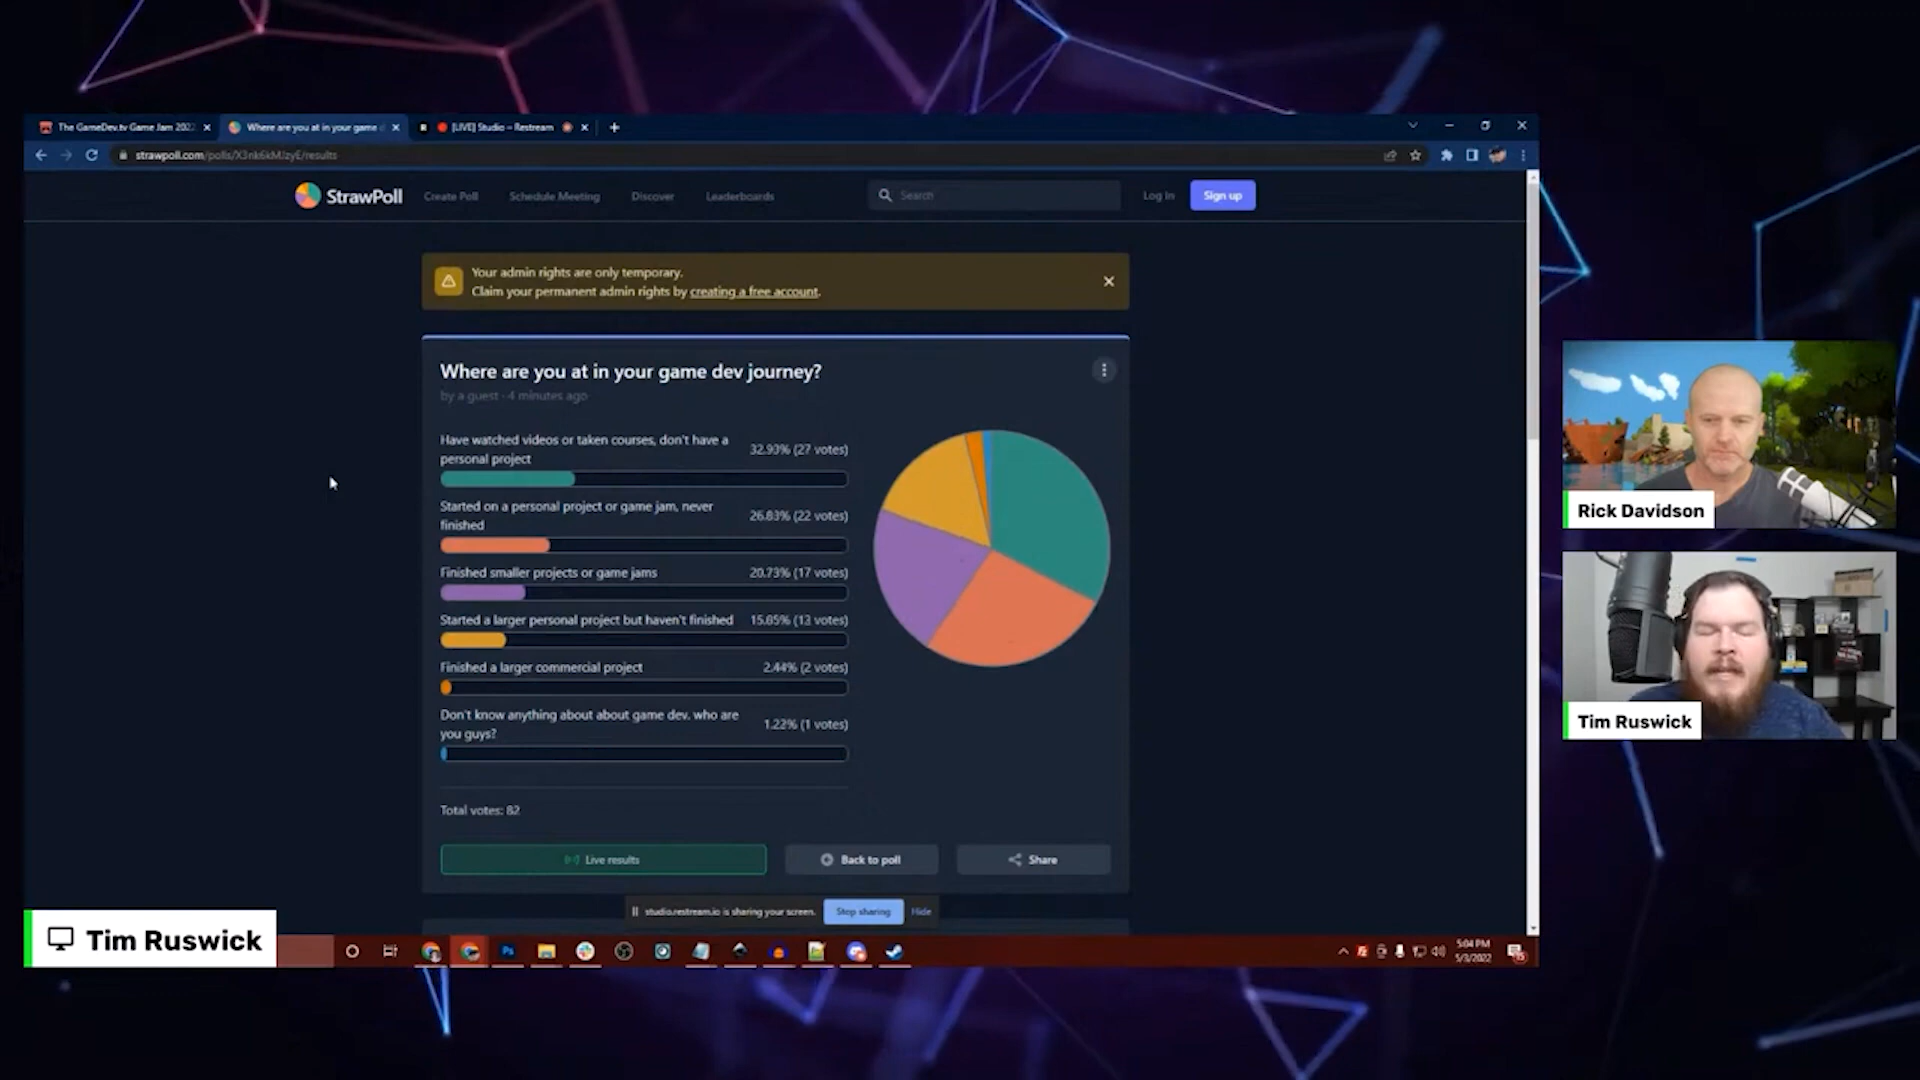 The GameDev.tv Game Jam 2022
Where are you at in your game d
[LIVE] Studio – Restream
strawpoll.com/polls/X3nk6kMJzyE/results
StrawPoll
Create Poll
Schedule Meeting
Discover
Leaderboards
Search
Log In
Sign up
Your admin rights are only temporary.
Claim your permanent admin rights by creating a free account.
Where are you at in your game dev journey?
by a guest · 4 minutes ago
Have watched videos or taken courses, don't have a
personal project
32.93% (27 votes)
Started on a personal project or game jam, never
finished
26.83% (22 votes)
Finished smaller projects or game jams
20.73% (17 votes)
Started a larger personal project but haven't finished
15.85% (13 votes)
Finished a larger commercial project
2.44% (2 votes)
Don't know anything about about game dev, who are
you guys?
1.22% (1 votes)
Total votes: 82
Live results
Back to poll
Share
studio.restream.io is sharing your screen.
Stop sharing
Hide
Rick Davidson
Tim Ruswick
Tim Ruswick
Ps
5:04 PM
5/3/2022